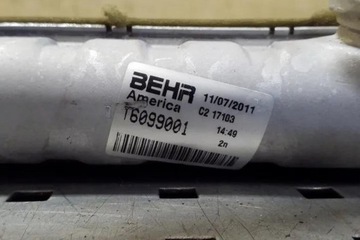 BEHR 11/07/2011
America C2 17103
T6099001 14:49
2n